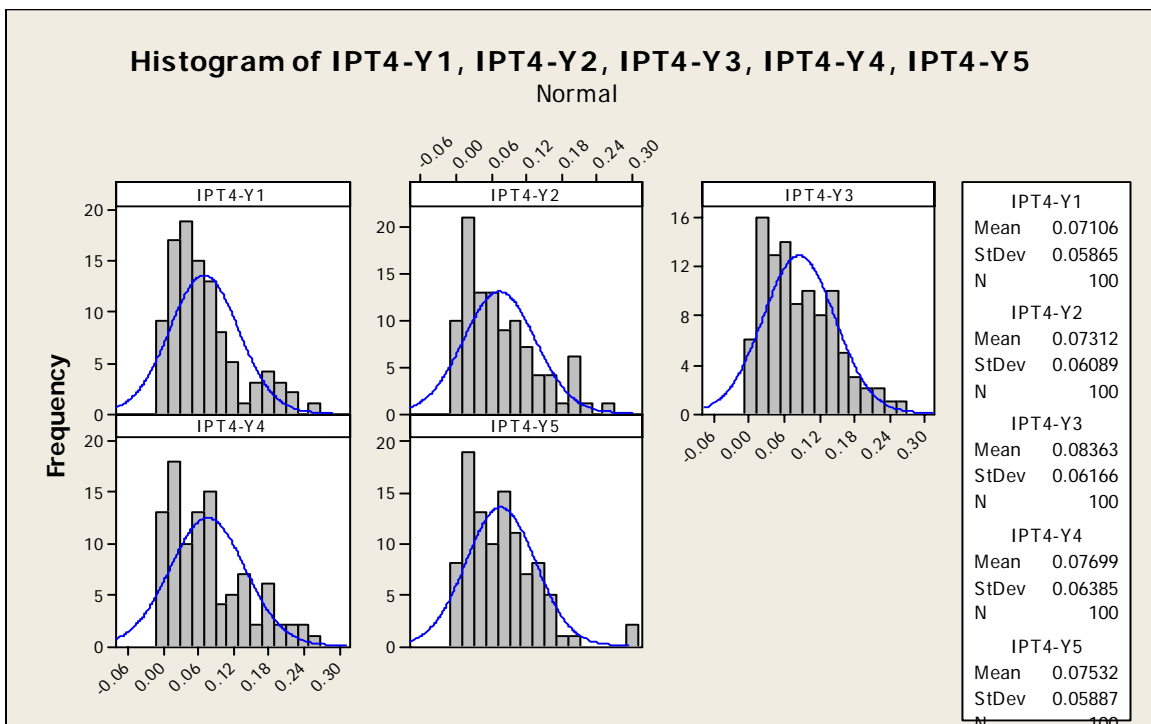 Histogram of IPT4-Y1, IPT4-Y2, IPT4-Y3, IPT4-Y4, IPT4-Y5
Normal
-0.06 0.00 0.06 0.12 0.18 0.24 0.30
IPT4-Y1
20
15
10
5
0
IPT4-Y2
20
15
10
5
0
IPT4-Y3
16
12
8
4
0
-0.06 0.00 0.06 0.12 0.18 0.24 0.30
IPT4-Y4
20
15
10
5
0
-0.06 0.00 0.06 0.12 0.18 0.24 0.30
IPT4-Y5
20
15
10
5
0
Frequency
IPT4-Y1
Mean 0.07106
StDev 0.05865
N 100
IPT4-Y2
Mean 0.07312
StDev 0.06089
N 100
IPT4-Y3
Mean 0.08363
StDev 0.06166
N 100
IPT4-Y4
Mean 0.07699
StDev 0.06385
N 100
IPT4-Y5
Mean 0.07532
StDev 0.05887
N 100